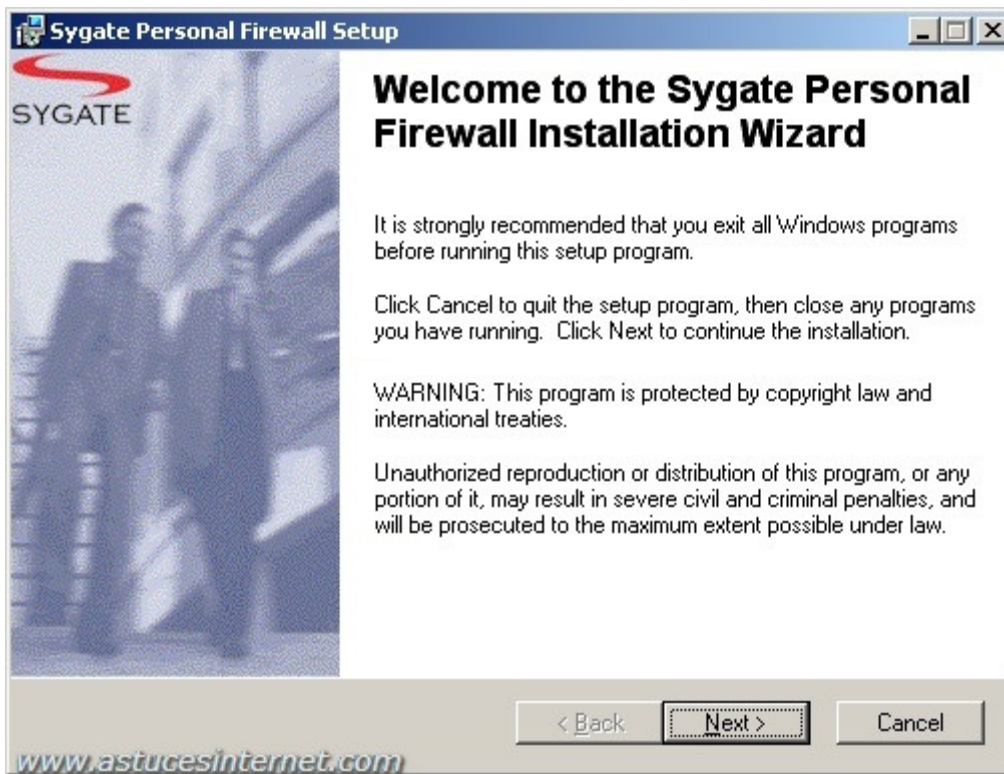 Sygate Personal Firewall Setup
SYGATE
Welcome to the Sygate Personal
Firewall Installation Wizard
It is strongly recommended that you exit all Windows programs
before running this setup program.
Click Cancel to quit the setup program, then close any programs
you have running.  Click Next to continue the installation.
WARNING: This program is protected by copyright law and
international treaties.
Unauthorized reproduction or distribution of this program, or any
portion of it, may result in severe civil and criminal penalties, and
will be prosecuted to the maximum extent possible under law.
< Back Next > Cancel
www.astucesinternet.com